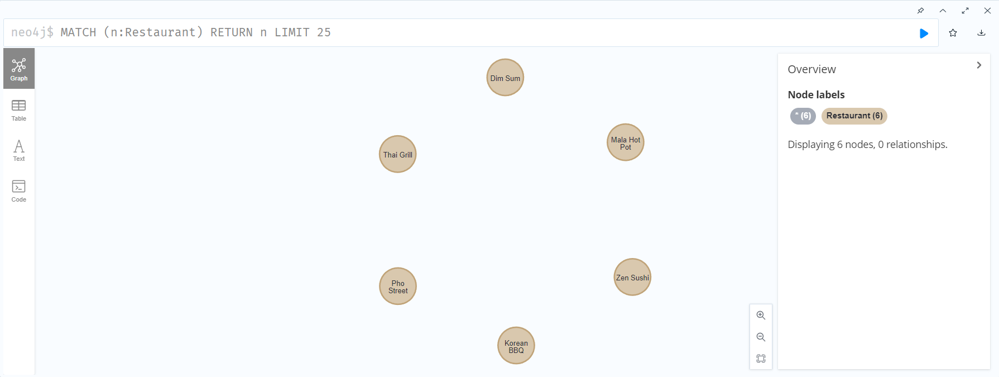 neo4j$ MATCH (n:Restaurant) RETURN n LIMIT 25
Graph
Table
Text
Code
Dim Sum
Mala Hot
Pot
Thai Grill
Zen Sushi
Pho
Street
Korean
BBQ
Overview
Node labels
* (6) Restaurant (6)
Displaying 6 nodes, 0 relationships.